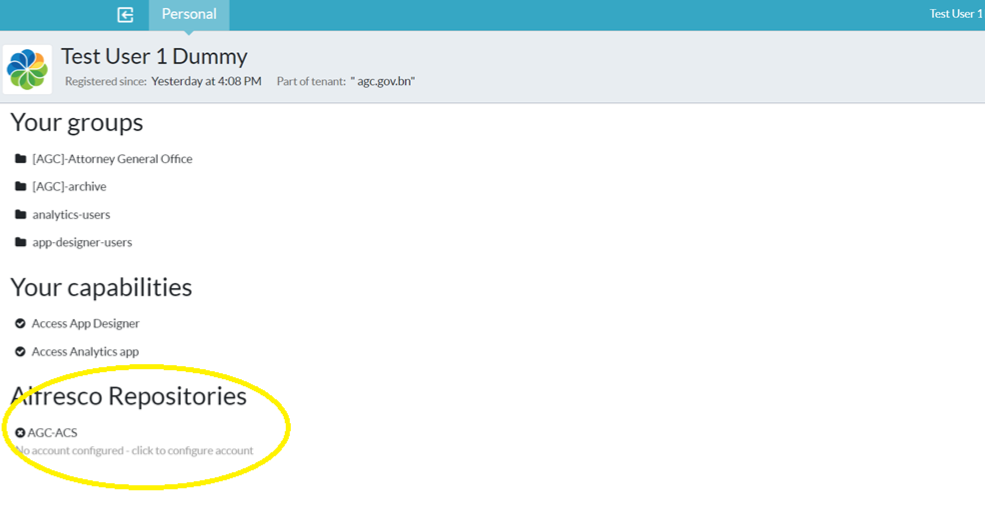 Personal
Test User 1
Test User 1 Dummy
Registered since: Yesterday at 4:08 PM Part of tenant: " agc.gov.bn"
Your groups
[AGC]-Attorney General Office
[AGC]-archive
analytics-users
app-designer-users
Your capabilities
Access App Designer
Access Analytics app
Alfresco Repositories
AGC-ACS
No account configured - click to configure account